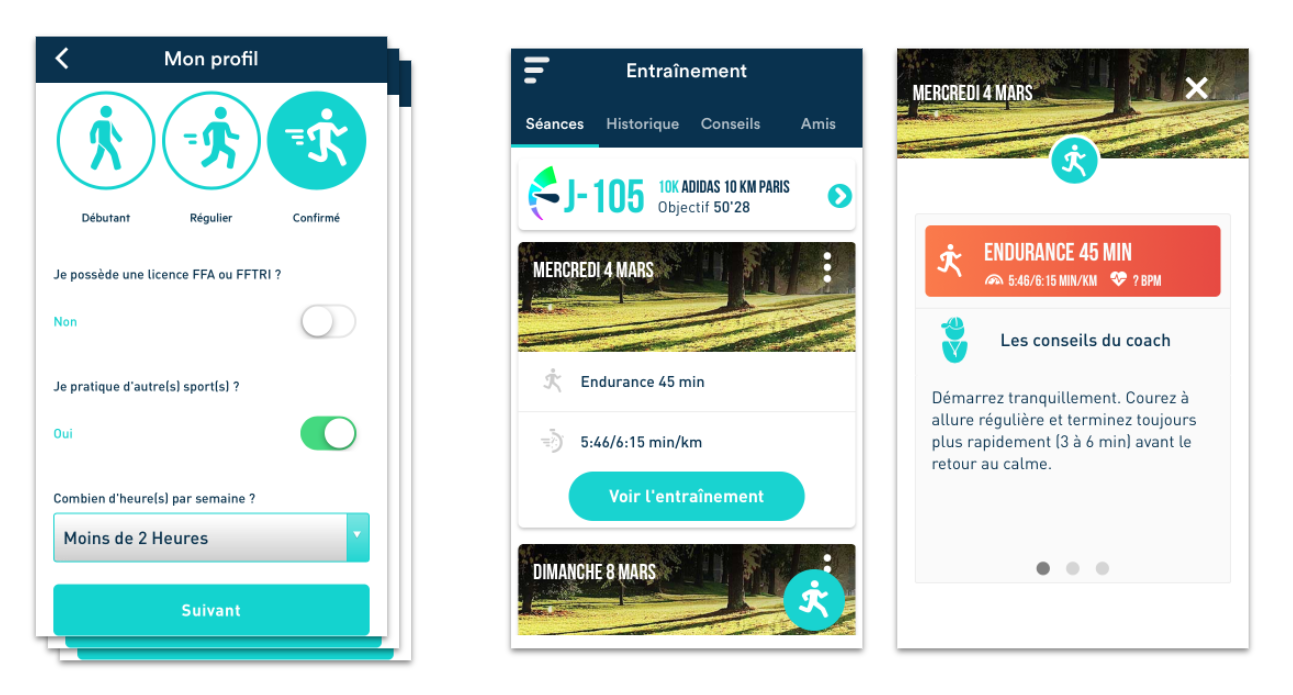 Mon profil
Débutant
Régulier
Confirmé
Je possède une licence FFA ou FFTRI ?
Non
Je pratique d'autre(s) sport(s) ?
Oui
Combien d'heure(s) par semaine ?
Moins de 2 Heures
Suivant
Entraînement
Séances Historique Conseils Amis
J-105
10K ADIDAS 10 KM PARIS
Objectif 50'28
MERCREDI 4 MARS
Endurance 45 min
5:46/6:15 min/km
Voir l'entraînement
DIMANCHE 8 MARS
MERCREDI 4 MARS
ENDURANCE 45 MIN
5:46/6:15 MIN/KM ? BPM
Les conseils du coach
Démarrez tranquillement. Courez à
allure régulière et terminez toujours
plus rapidement (3 à 6 min) avant le
retour au calme.